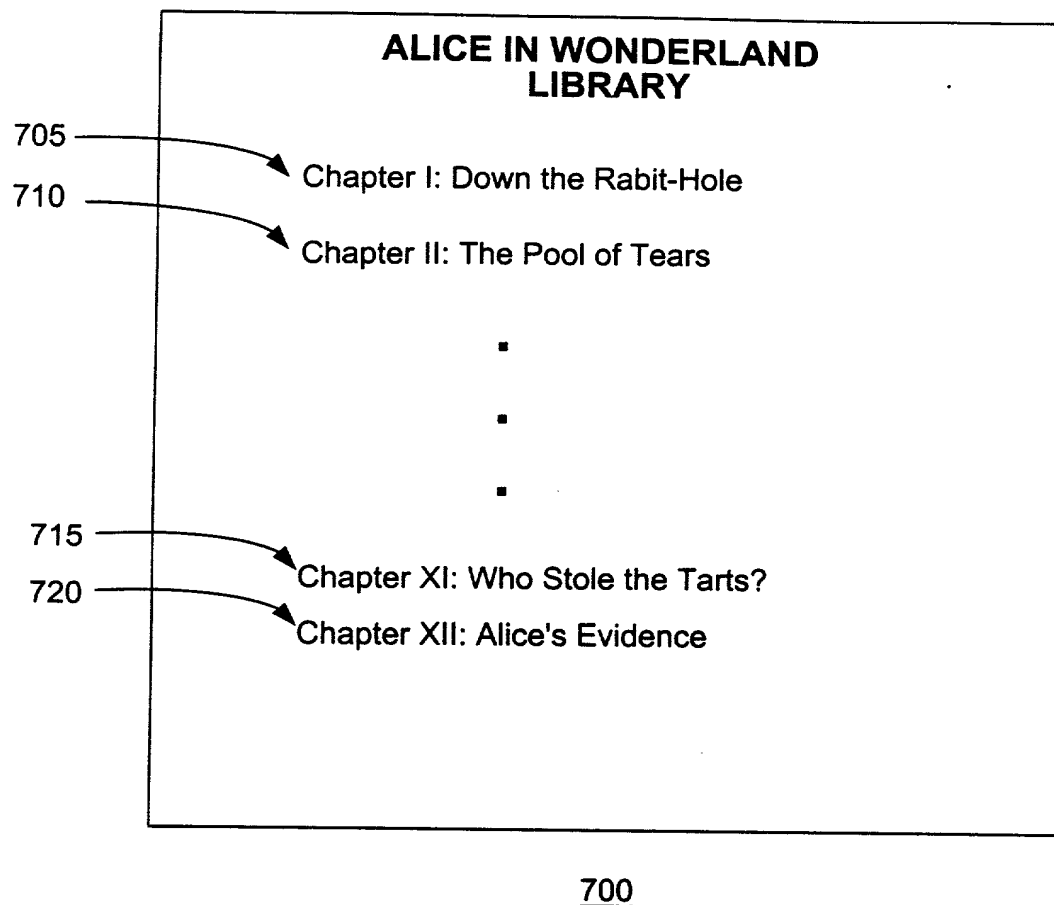 ALICE IN WONDERLAND
LIBRARY
705
Chapter I: Down the Rabit-Hole
710
Chapter II: The Pool of Tears
715
Chapter XI: Who Stole the Tarts?
720
Chapter XII: Alice's Evidence
700